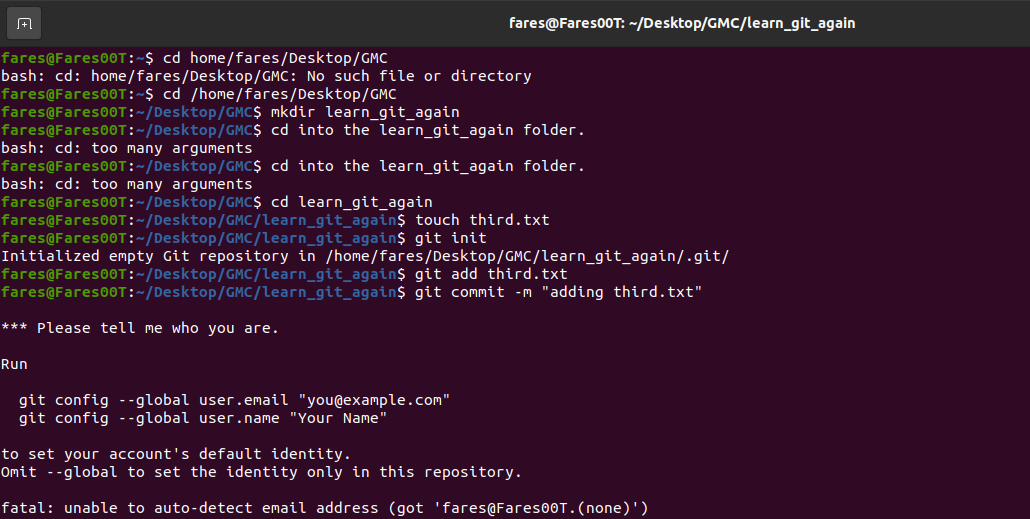 fares@Fares00T: ~/Desktop/GMC/learn_git_again
fares@Fares00T:~$ cd home/fares/Desktop/GMC
bash: cd: home/fares/Desktop/GMC: No such file or directory
fares@Fares00T:~$ cd /home/fares/Desktop/GMC
fares@Fares00T:~/Desktop/GMC$ mkdir learn_git_again
fares@Fares00T:~/Desktop/GMC$ cd into the learn_git_again folder.
bash: cd: too many arguments
fares@Fares00T:~/Desktop/GMC$ cd into the learn_git_again folder.
bash: cd: too many arguments
fares@Fares00T:~/Desktop/GMC$ cd learn_git_again
fares@Fares00T:~/Desktop/GMC/learn_git_again$ touch third.txt
fares@Fares00T:~/Desktop/GMC/learn_git_again$ git init
Initialized empty Git repository in /home/fares/Desktop/GMC/learn_git_again/.git/
fares@Fares00T:~/Desktop/GMC/learn_git_again$ git add third.txt
fares@Fares00T:~/Desktop/GMC/learn_git_again$ git commit -m "adding third.txt"
*** Please tell me who you are.
Run
git config --global user.email "you@example.com"
git config --global user.name "Your Name"
to set your account's default identity.
Omit --global to set the identity only in this repository.
fatal: unable to auto-detect email address (got 'fares@Fares00T.(none)')